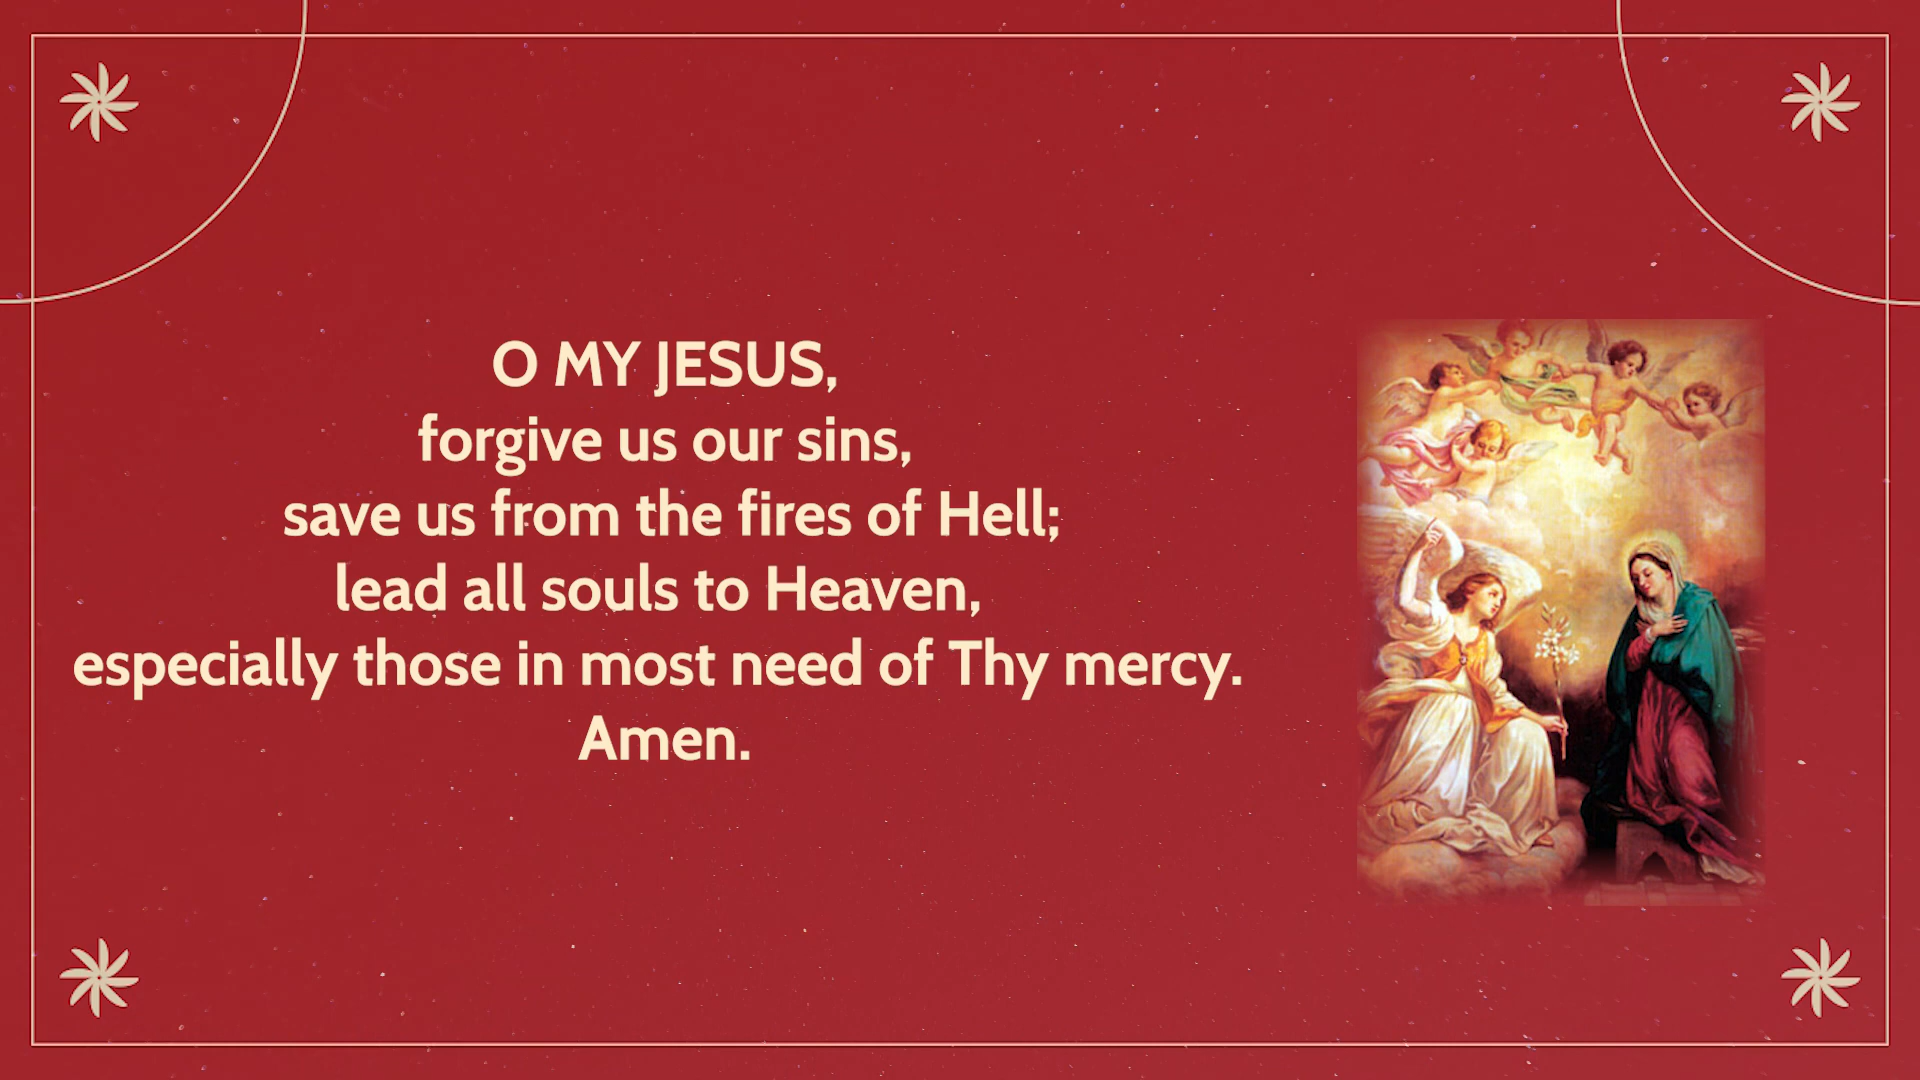 O MY JESUS,
forgive us our sins,
save us from the fires of Hell;
lead all souls to Heaven,
especially those in most need of Thy mercy.
Amen.